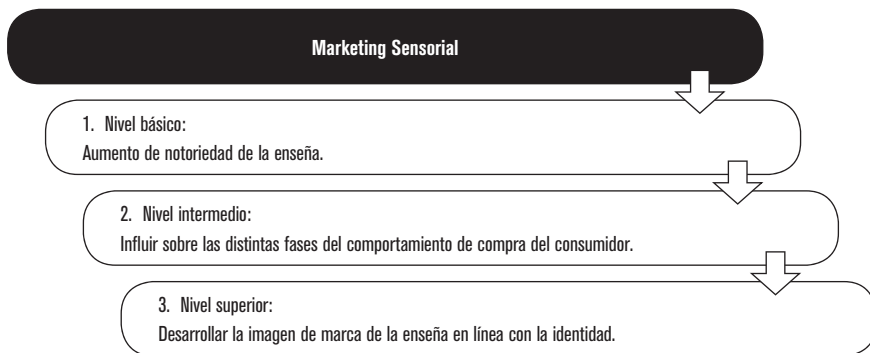 Marketing Sensorial
1. Nivel básico:
Aumento de notoriedad de la enseña.
2. Nivel intermedio:
Influir sobre las distintas fases del comportamiento de compra del consumidor.
3. Nivel superior:
Desarrollar la imagen de marca de la enseña en línea con la identidad.